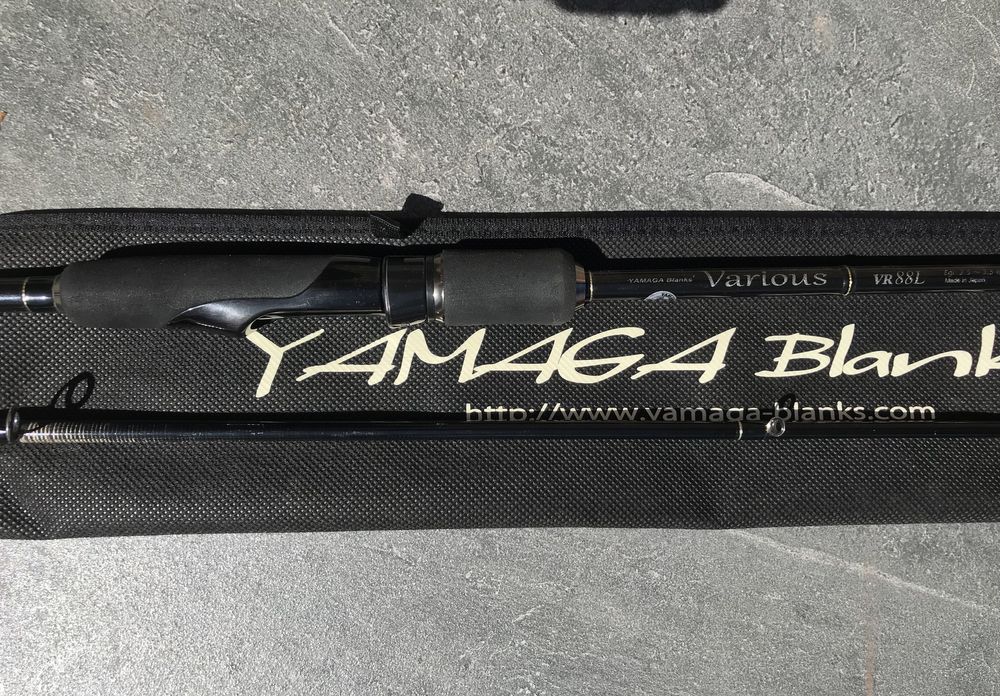 YAMAGA Blanks Various VR88L
Made in Japan
YAMAGA Blank
http://www.yamaga-blanks.com